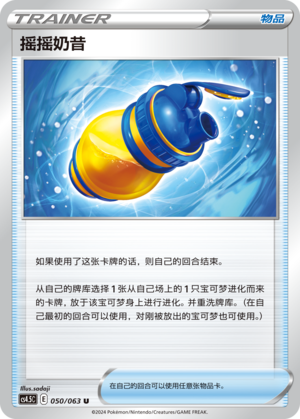 TRAINER
物品
摇摇奶昔
如果使用了这张卡牌的话，则自己的回合结束。
从自己的牌库选择1张从自己场上的1只宝可梦进化而来
的卡牌，放于该宝可梦身上进行进化。并重洗牌库。（在自
己最初的回合可以使用，对刚被放出的宝可梦也可使用。）
Illus.sadaji
CS4.5C E 050/063 U
在自己的回合可以使用任意张物品卡。
©2024 Pokémon/Nintendo/Creatures/GAME FREAK.